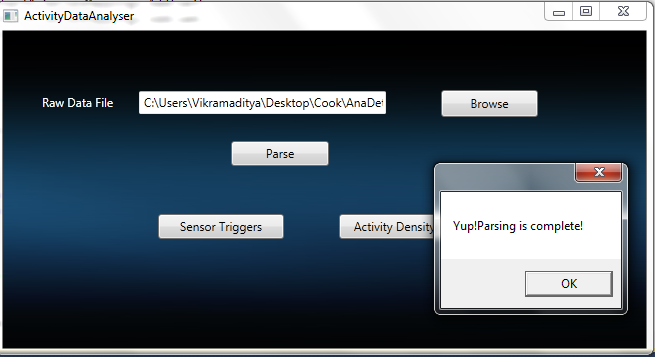 ActivityDataAnalyser
Raw Data File
C:\Users\Vikramaditya\Desktop\Cook\AnaDet
Browse
Parse
Sensor Triggers
Activity Density
Yup!Parsing is complete!
OK